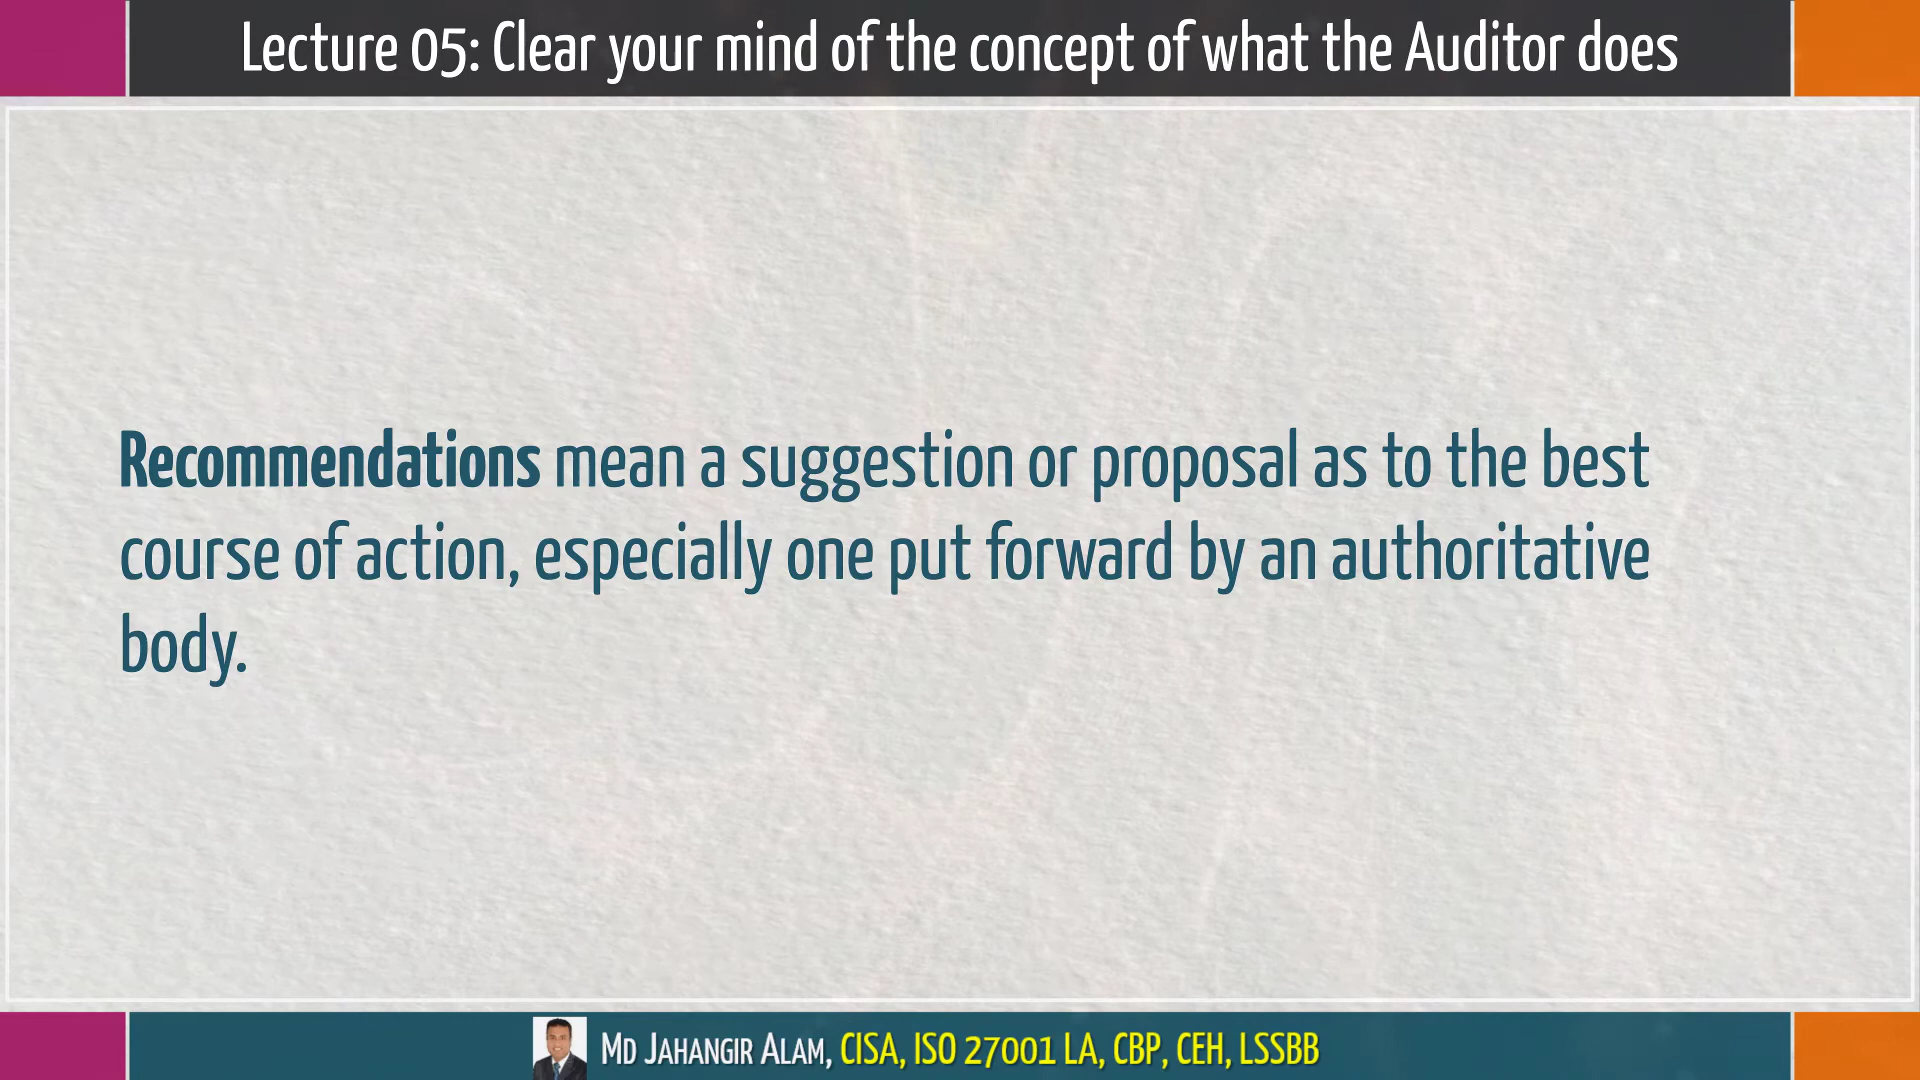 Lecture 05: Clear your mind of the concept of what the Auditor does
Recommendations mean a suggestion or proposal as to the best
course of action, especially one put forward by an authoritative
body.
Md Jahangir Alam, CISA, ISO 27001 LA, CBP, CEH, LSSBB